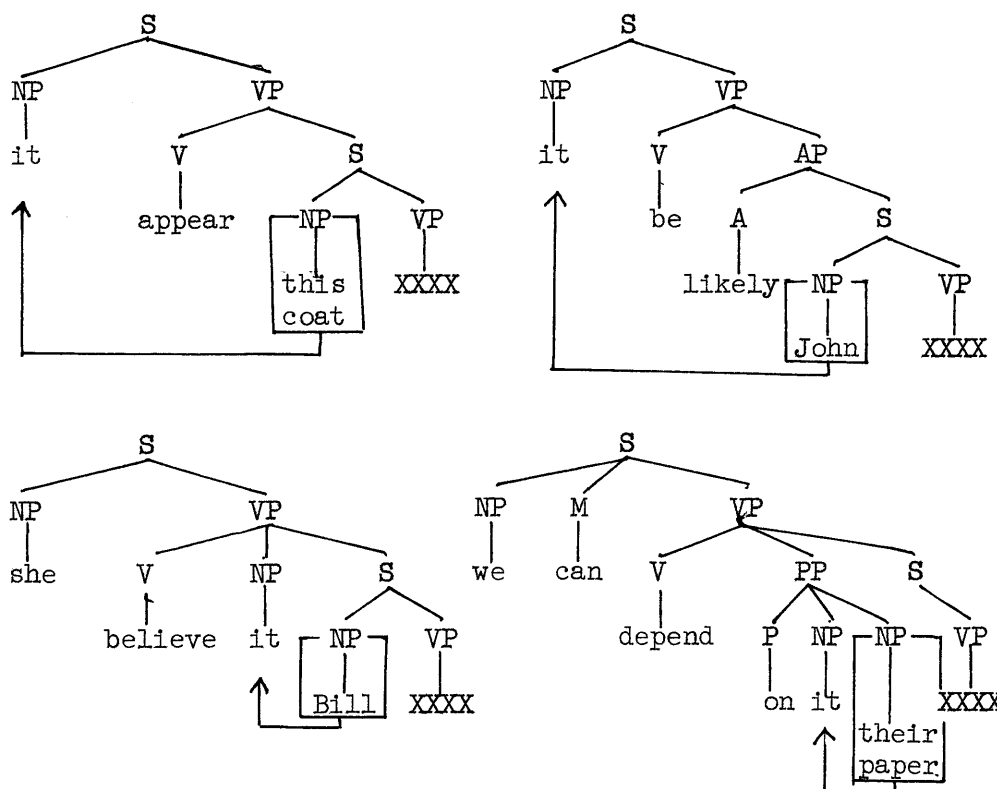 S S
NP VP NP VP
it V S it V AP
appear NP VP be A S
this XXXX likely NP VP
coat John XXXX
S S
NP VP NP M VP
she V NP S we can V PP S
believe it NP VP depend P NP NP VP
Bill XXXX on it their XXXX
paper